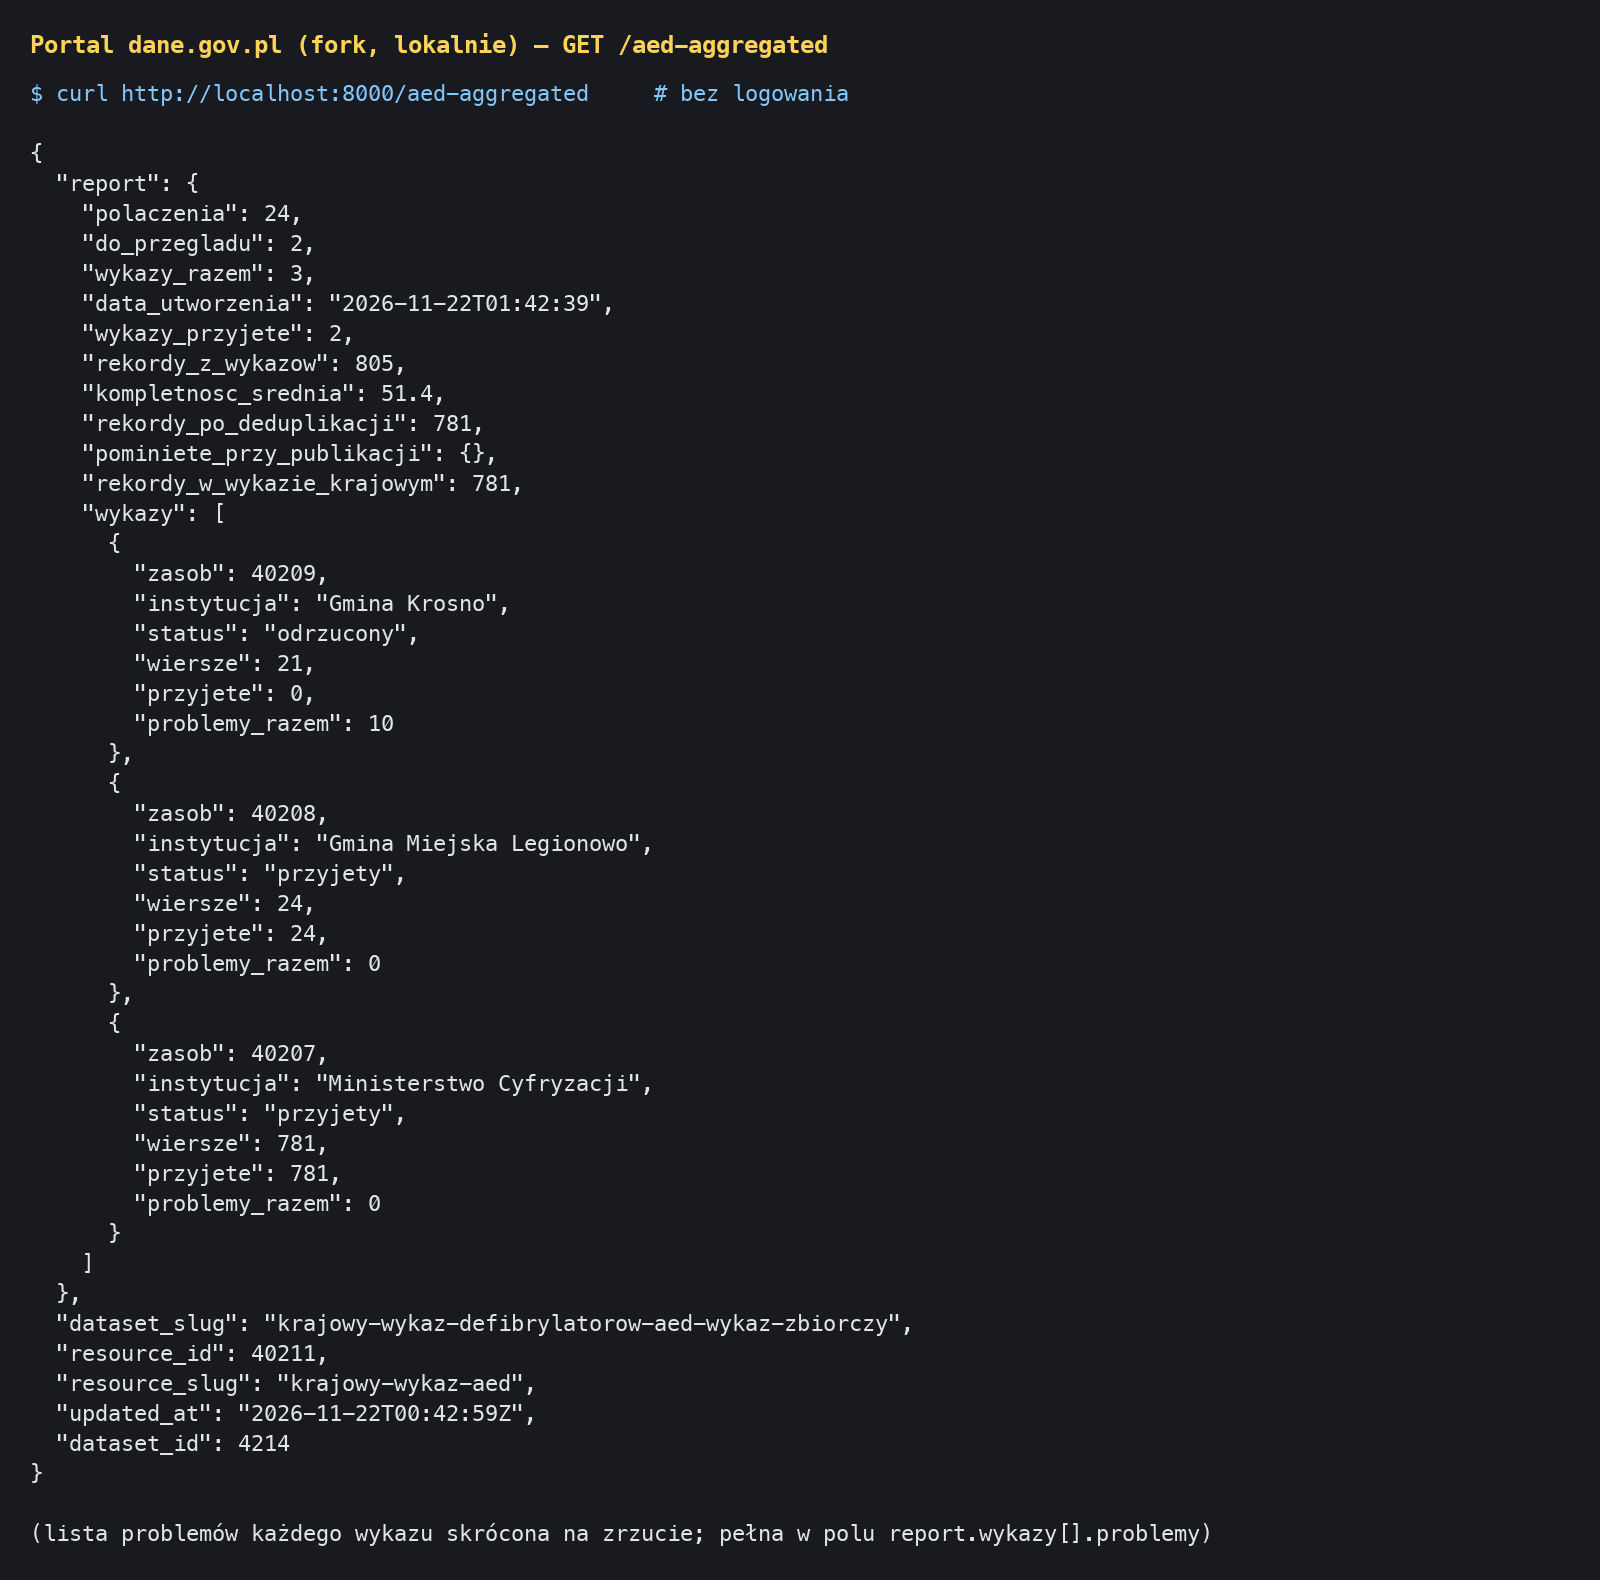 Portal dane.gov.pl (fork, lokalnie) — GET /aed-aggregated
$ curl http://localhost:8000/aed-aggregated     # bez logowania
{
  "report": {
    "polaczenia": 24,
    "do_przegladu": 2,
    "wykazy_razem": 3,
    "data_utworzenia": "2026-11-22T01:42:39",
    "wykazy_przyjete": 2,
    "rekordy_z_wykazow": 805,
    "kompletnosc_srednia": 51.4,
    "rekordy_po_deduplikacji": 781,
    "pominiete_przy_publikacji": {},
    "rekordy_w_wykazie_krajowym": 781,
    "wykazy": [
      {
        "zasob": 40209,
        "instytucja": "Gmina Krosno",
        "status": "odrzucony",
        "wiersze": 21,
        "przyjete": 0,
        "problemy_razem": 10
      },
      {
        "zasob": 40208,
        "instytucja": "Gmina Miejska Legionowo",
        "status": "przyjety",
        "wiersze": 24,
        "przyjete": 24,
        "problemy_razem": 0
      },
      {
        "zasob": 40207,
        "instytucja": "Ministerstwo Cyfryzacji",
        "status": "przyjety",
        "wiersze": 781,
        "przyjete": 781,
        "problemy_razem": 0
      }
    ]
  },
  "dataset_slug": "krajowy-wykaz-defibrylatorow-aed-wykaz-zbiorczy",
  "resource_id": 40211,
  "resource_slug": "krajowy-wykaz-aed",
  "updated_at": "2026-11-22T00:42:59Z",
  "dataset_id": 4214
}
(lista problemów każdego wykazu skrócona na zrzucie; pełna w polu report.wykazy[].problemy)